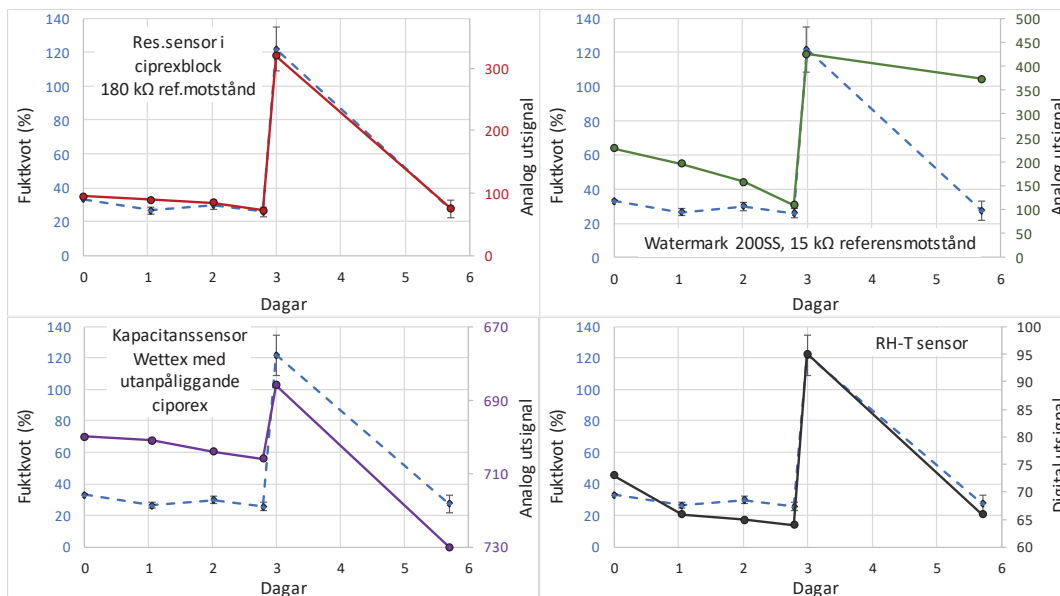 140
120
100
80
60
40
20
0
Fuktkvot (%)
Res.sensor i
ciprexblock
180 kΩ ref.motstånd
300
200
100
0
Analog utsignal
0 1 2 3 4 5 6
Dagar
140
120
100
80
60
40
20
0
Fuktkvot (%)
500
450
400
350
300
250
200
150
100
50
0
Analog utsignal
Watermark 200SS, 15 kΩ referensmotstånd
0 1 2 3 4 5 6
Dagar
140
120
100
80
60
40
20
0
Fuktkvot (%)
Kapacitanssensor
Wettex med
utanpåliggande
ciporex
670
690
710
730
Analog utsignal
0 1 2 3 4 5 6
Dagar
140
120
100
80
60
40
20
0
Fuktkvot (%)
RH-T sensor
100
95
90
85
80
75
70
65
60
Digital utsignal
0 1 2 3 4 5 6
Dagar